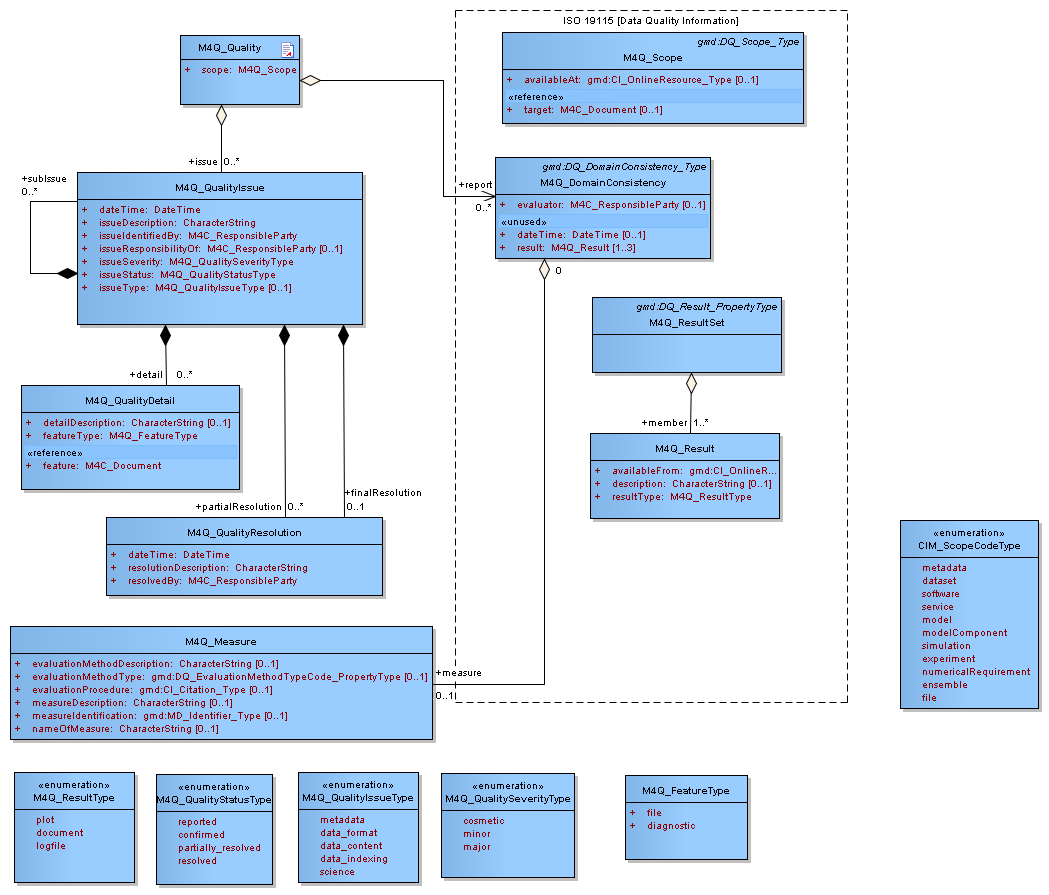 ISO 19115 [Data Quality Information]
M4Q_Quality
+ scope: M4Q_Scope
gmd:DQ_Scope_Type
M4Q_Scope
+ availableAt: gmd:CI_OnlineResource_Type [0..1]
«reference»
+ target: M4C_Document [0..1]
+issue 0..*
+subIssue
0..*
M4Q_QualityIssue
+ dateTime: DateTime
+ issueDescription: CharacterString
+ issueIdentifiedBy: M4C_ResponsibleParty
+ issueResponsibilityOf: M4C_ResponsibleParty [0..1]
+ issueSeverity: M4Q_QualitySeverityType
+ issueStatus: M4Q_QualityStatusType
+ issueType: M4Q_QualityIssueType [0..1]
+report
0..*
gmd:DQ_DomainConsistency_Type
M4Q_DomainConsistency
+ evaluator: M4C_ResponsibleParty [0..1]
«unused»
+ dateTime: DateTime [0..1]
+ result: M4Q_Result [1..3]
0
gmd:DQ_Result_PropertyType
M4Q_ResultSet
+member 1..*
M4Q_Result
+ availableFrom: gmd:CI_OnlineR...
+ description: CharacterString [0..1]
+ resultType: M4Q_ResultType
+detail 0..*
M4Q_QualityDetail
+ detailDescription: CharacterString [0..1]
+ featureType: M4Q_FeatureType
«reference»
+ feature: M4C_Document
+partialResolution 0..*
+finalResolution
0..1
M4Q_QualityResolution
+ dateTime: DateTime
+ resolutionDescription: CharacterString
+ resolvedBy: M4C_ResponsibleParty
«enumeration»
CIM_ScopeCodeType
metadata
dataset
software
service
model
modelComponent
simulation
experiment
numericalRequirement
ensemble
file
M4Q_Measure
+ evaluationMethodDescription: CharacterString [0..1]
+ evaluationMethodType: gmd:DQ_EvaluationMethodTypeCode_PropertyType [0..1]
+ evaluationProcedure: gmd:CI_Citation_Type [0..1]
+ measureDescription: CharacterString [0..1]
+ measureIdentification: gmd:MD_Identifier_Type [0..1]
+ nameOfMeasure: CharacterString [0..1]
+measure
0..1
«enumeration»
M4Q_ResultType
plot
document
logfile
«enumeration»
M4Q_QualityStatusType
reported
confirmed
partially_resolved
resolved
«enumeration»
M4Q_QualityIssueType
metadata
data_format
data_content
data_indexing
science
«enumeration»
M4Q_QualitySeverityType
cosmetic
minor
major
M4Q_FeatureType
+ file
+ diagnostic